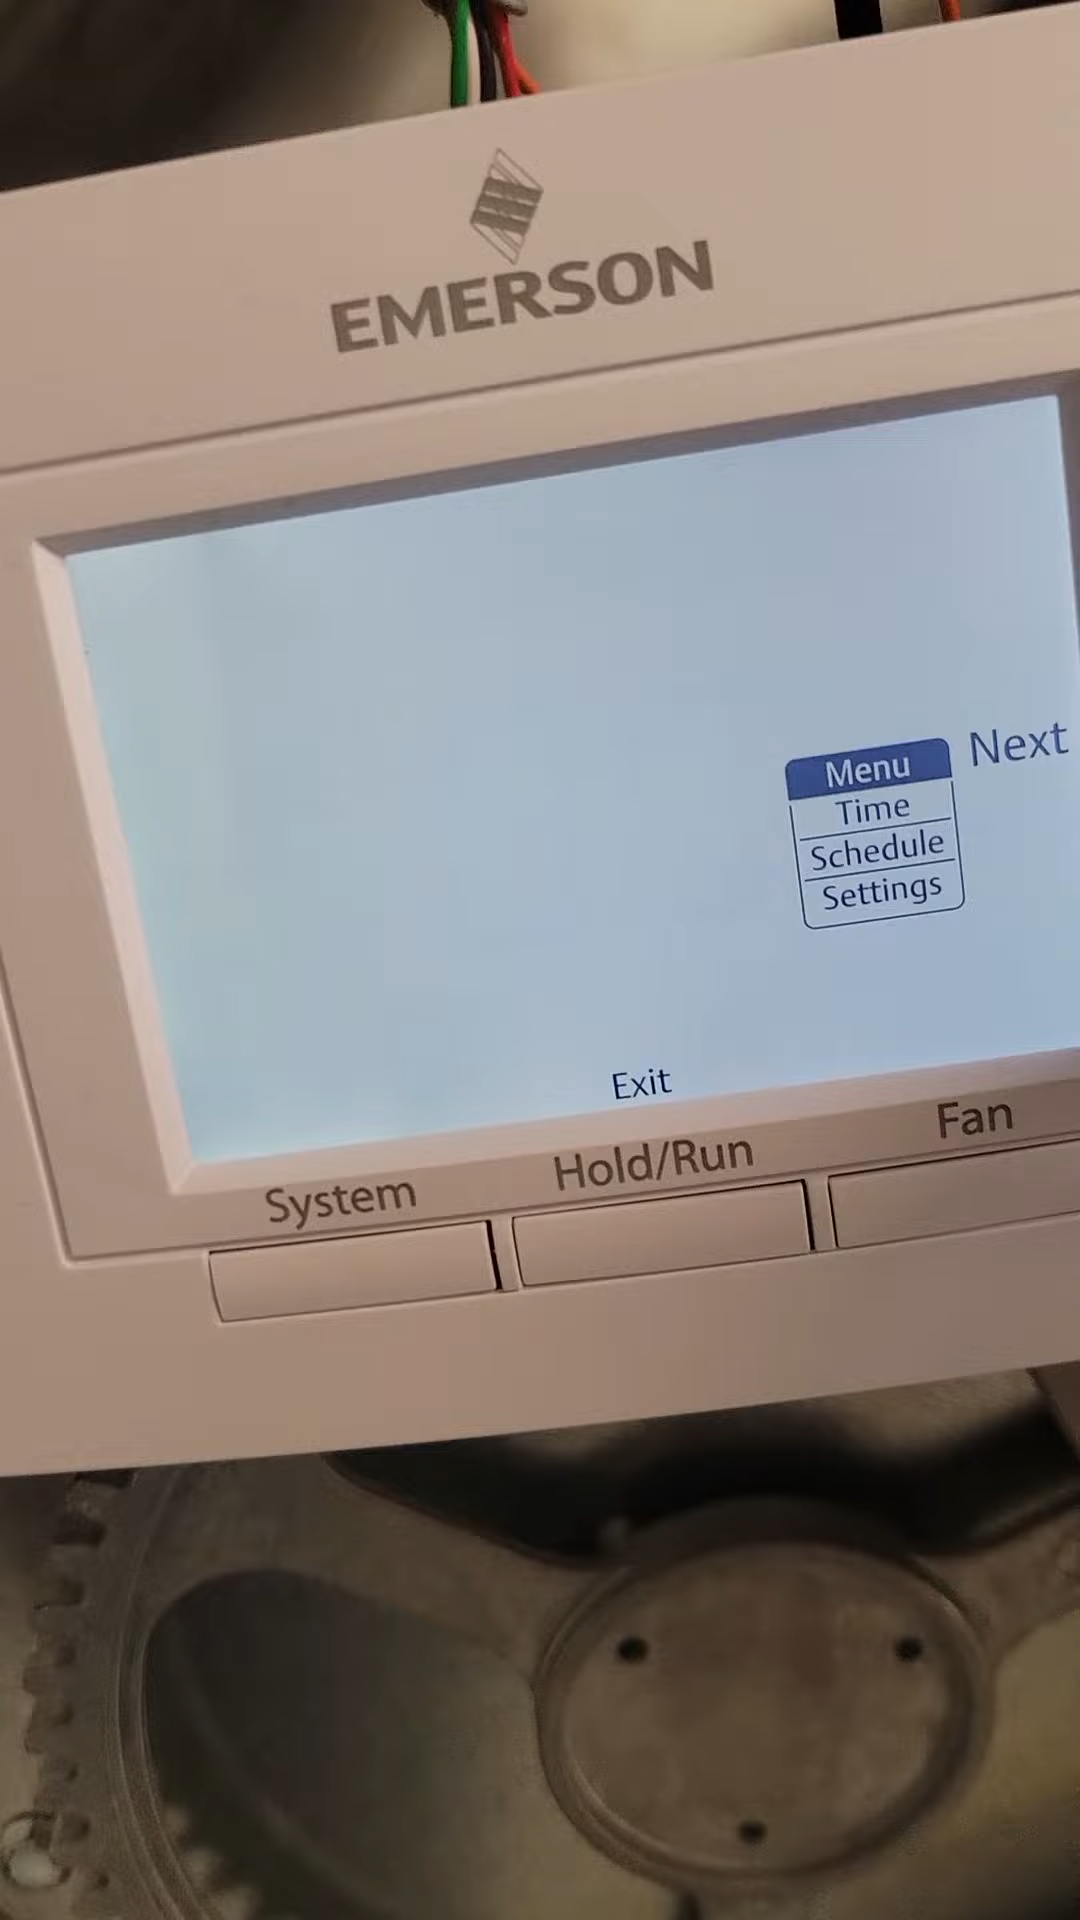 EMERSON
Next
Menu
Time
Schedule
Settings
Exit
System
Hold/Run
Fan